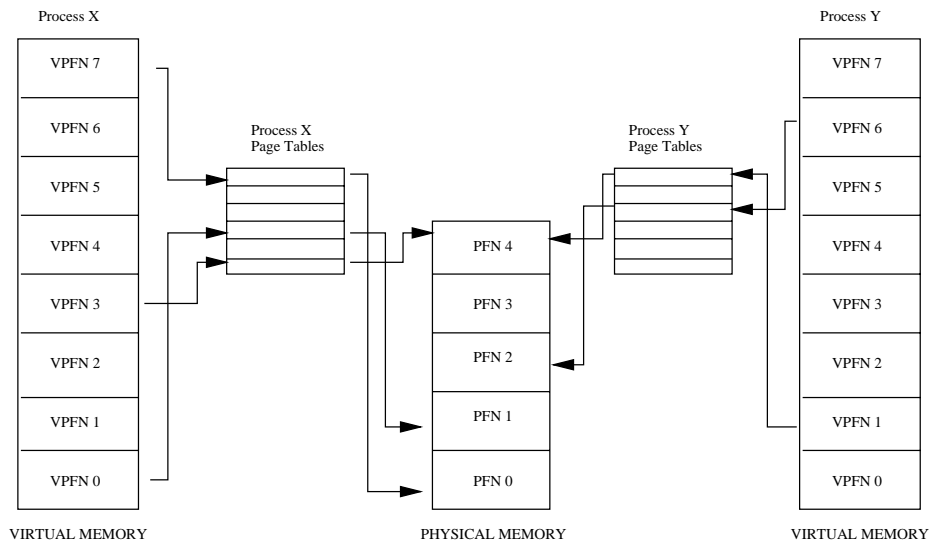 Process X
Process Y
VPFN 7
VPFN 6
VPFN 5
VPFN 4
VPFN 3
VPFN 2
VPFN 1
VPFN 0
VIRTUAL MEMORY
Process X
Page Tables
PFN 4
PFN 3
PFN 2
PFN 1
PFN 0
PHYSICAL MEMORY
Process Y
Page Tables
VPFN 7
VPFN 6
VPFN 5
VPFN 4
VPFN 3
VPFN 2
VPFN 1
VPFN 0
VIRTUAL MEMORY